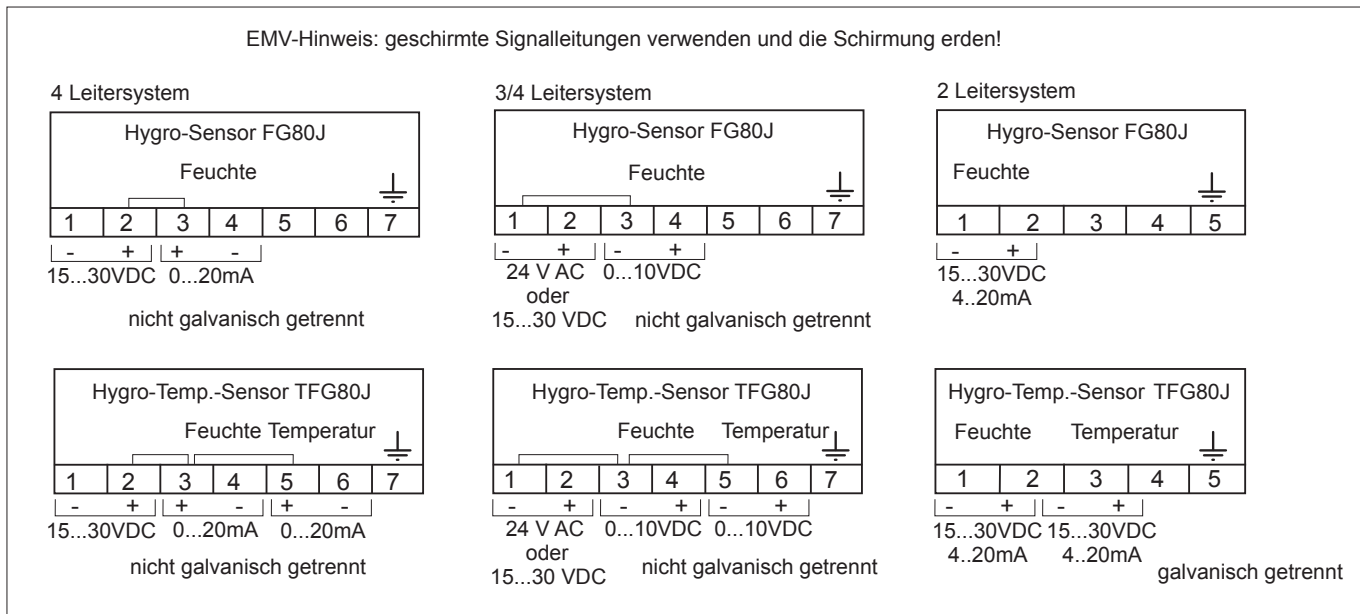 EMV-Hinweis: geschirmte Signalleitungen verwenden und die Schirmung erden!
4 Leitersystem
Hygro-Sensor FG80J
Feuchte
1 2 3 4 5 6 7
- + + -
15...30VDC 0...20mA
nicht galvanisch getrennt
3/4 Leitersystem
Hygro-Sensor FG80J
Feuchte
1 2 3 4 5 6 7
- + - +
24 V AC 0...10VDC
oder
15...30 VDC nicht galvanisch getrennt
2 Leitersystem
Hygro-Sensor FG80J
Feuchte
1 2 3 4 5
- +
15...30VDC
4..20mA
Hygro-Temp.-Sensor TFG80J
Feuchte Temperatur
1 2 3 4 5 6 7
- + + - + -
15...30VDC 0...20mA 0...20mA
nicht galvanisch getrennt
Hygro-Temp.-Sensor TFG80J
Feuchte Temperatur
1 2 3 4 5 6 7
- + - + - +
24 V AC 0...10VDC 0...10VDC
oder
15...30 VDC nicht galvanisch getrennt
Hygro-Temp.-Sensor TFG80J
Feuchte Temperatur
1 2 3 4 5
- + - +
15...30VDC 15...30VDC
4..20mA 4..20mA
galvanisch getrennt